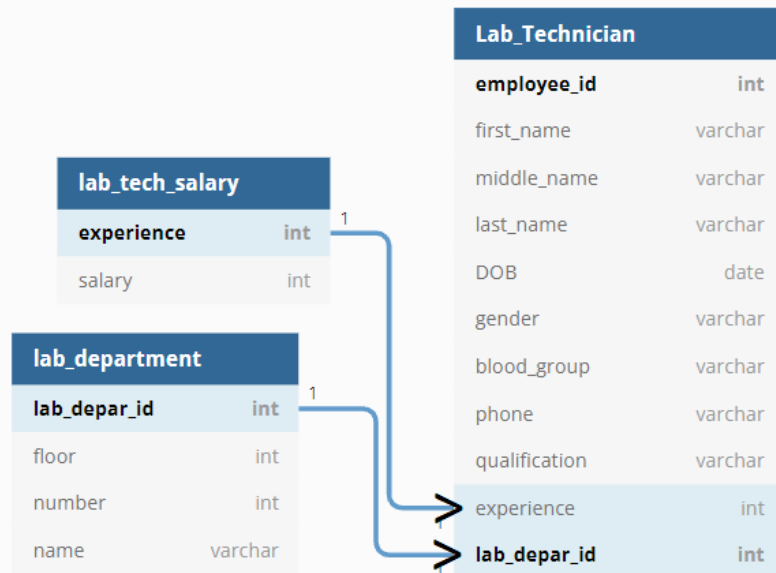 Lab_Technician
employee_id int
first_name varchar
middle_name varchar
last_name varchar
DOB date
gender varchar
blood_group varchar
phone varchar
qualification varchar
experience int
lab_depar_id int
lab_tech_salary
experience int
salary int
1
lab_department
lab_depar_id int
floor int
number int
name varchar
1